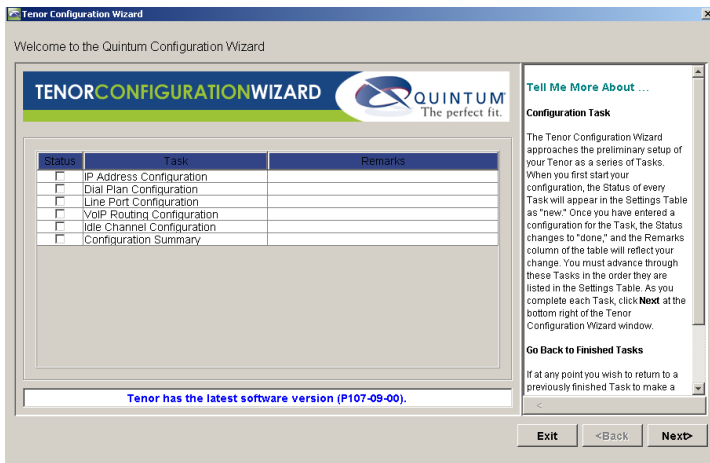 Tenor Configuration Wizard
Welcome to the Quintum Configuration Wizard
TENORCONFIGURATIONWIZARD
QUINTUM
The perfect fit.
Status Task Remarks
IP Address Configuration
Dial Plan Configuration
Line Port Configuration
VoIP Routing Configuration
Idle Channel Configuration
Configuration Summary
Tenor has the latest software version (P107-09-00).
Tell Me More About ...
Configuration Task
The Tenor Configuration Wizard
approaches the preliminary setup of
your Tenor as a series of Tasks.
When you first start your
configuration, the Status of every
Task will appear in the Settings Table
as "new." Once you have entered a
configuration for the Task, the Status
changes to "done," and the Remarks
column of the table will reflect your
change. You must advance through
these Tasks in the order they are
listed in the Settings Table. As you
complete each Task, click Next at the
bottom right of the Tenor
Configuration Wizard window.
Go Back to Finished Tasks
If at any point you wish to return to a
previously finished Task to make a
Exit <Back Next>